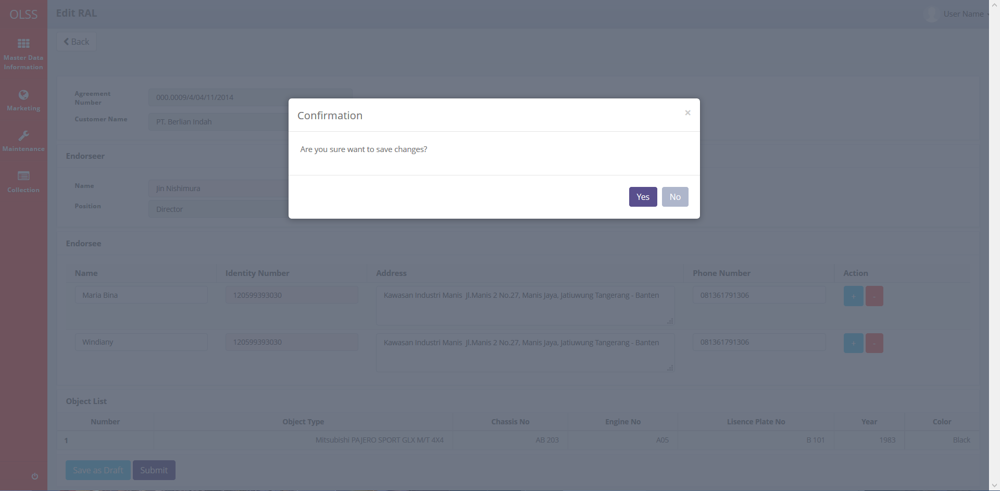 OLSS
Edit RAL
User Name
Back
Master Data
Information
Marketing
Maintenance
Collection
Agreement
Number
000.0009/4/04/11/2014
Customer Name
PT. Berlian Indah
Confirmation
×
Are you sure want to save changes?
Yes No
Endorseer
Name
Jin Nishimura
Position
Director
Endorsee
Name Identity Number Address Phone Number Action
Maria Bina 120599393030 Kawasan Industri Manis  Jl.Manis 2 No.27, Manis Jaya, Jatiuwung Tangerang - Banten 081361791306 + -
Windiany 120599393030 Kawasan Industri Manis  Jl.Manis 2 No.27, Manis Jaya, Jatiuwung Tangerang - Banten 081361791306 + -
Object List
Number Object Type Chassis No Engine No Lisence Plate No Year Color
1 Mitsubishi PAJERO SPORT GLX M/T 4X4 AB 203 A05 B 101 1983 Black
Save as Draft Submit